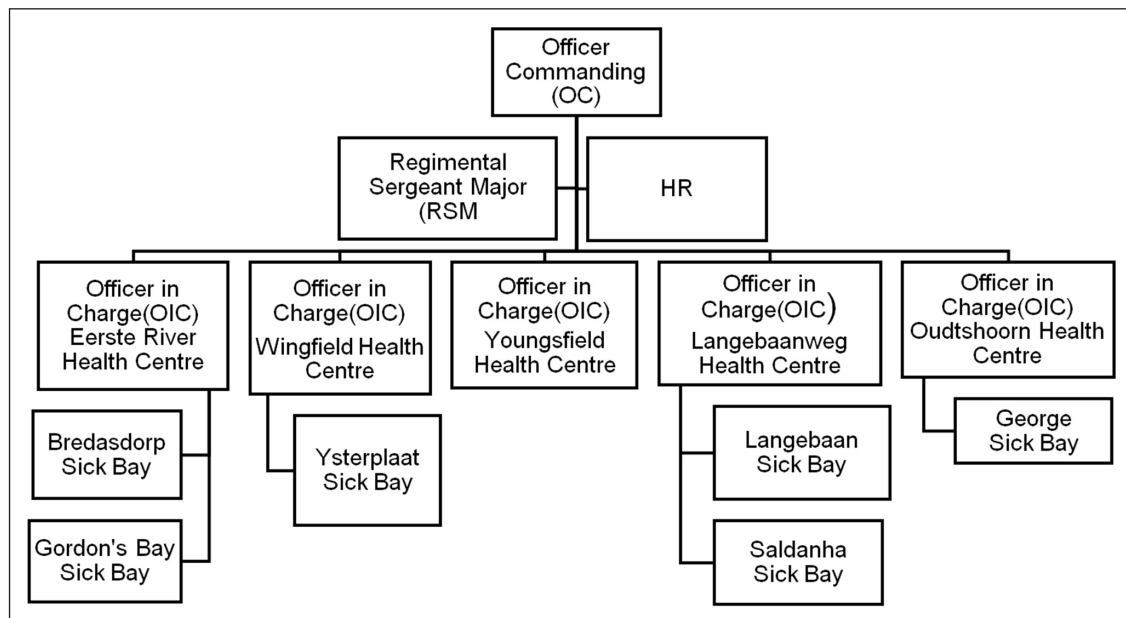 Officer
Commanding
(OC)
Regimental
Sergeant Major
(RSM
HR
Officer in
Charge(OIC)
Eerste River
Health Centre
Officer in
Charge(OIC)
Wingfield Health
Centre
Officer in
Charge(OIC)
Youngsfield
Health Centre
Officer in
Charge(OIC)
Langebaanweg
Health Centre
Officer in
Charge(OIC)
Oudtshoorn Health
Centre
Bredasdorp
Sick Bay
Gordon's Bay
Sick Bay
Ysterplaat
Sick Bay
Langebaan
Sick Bay
Saldanha
Sick Bay
George
Sick Bay